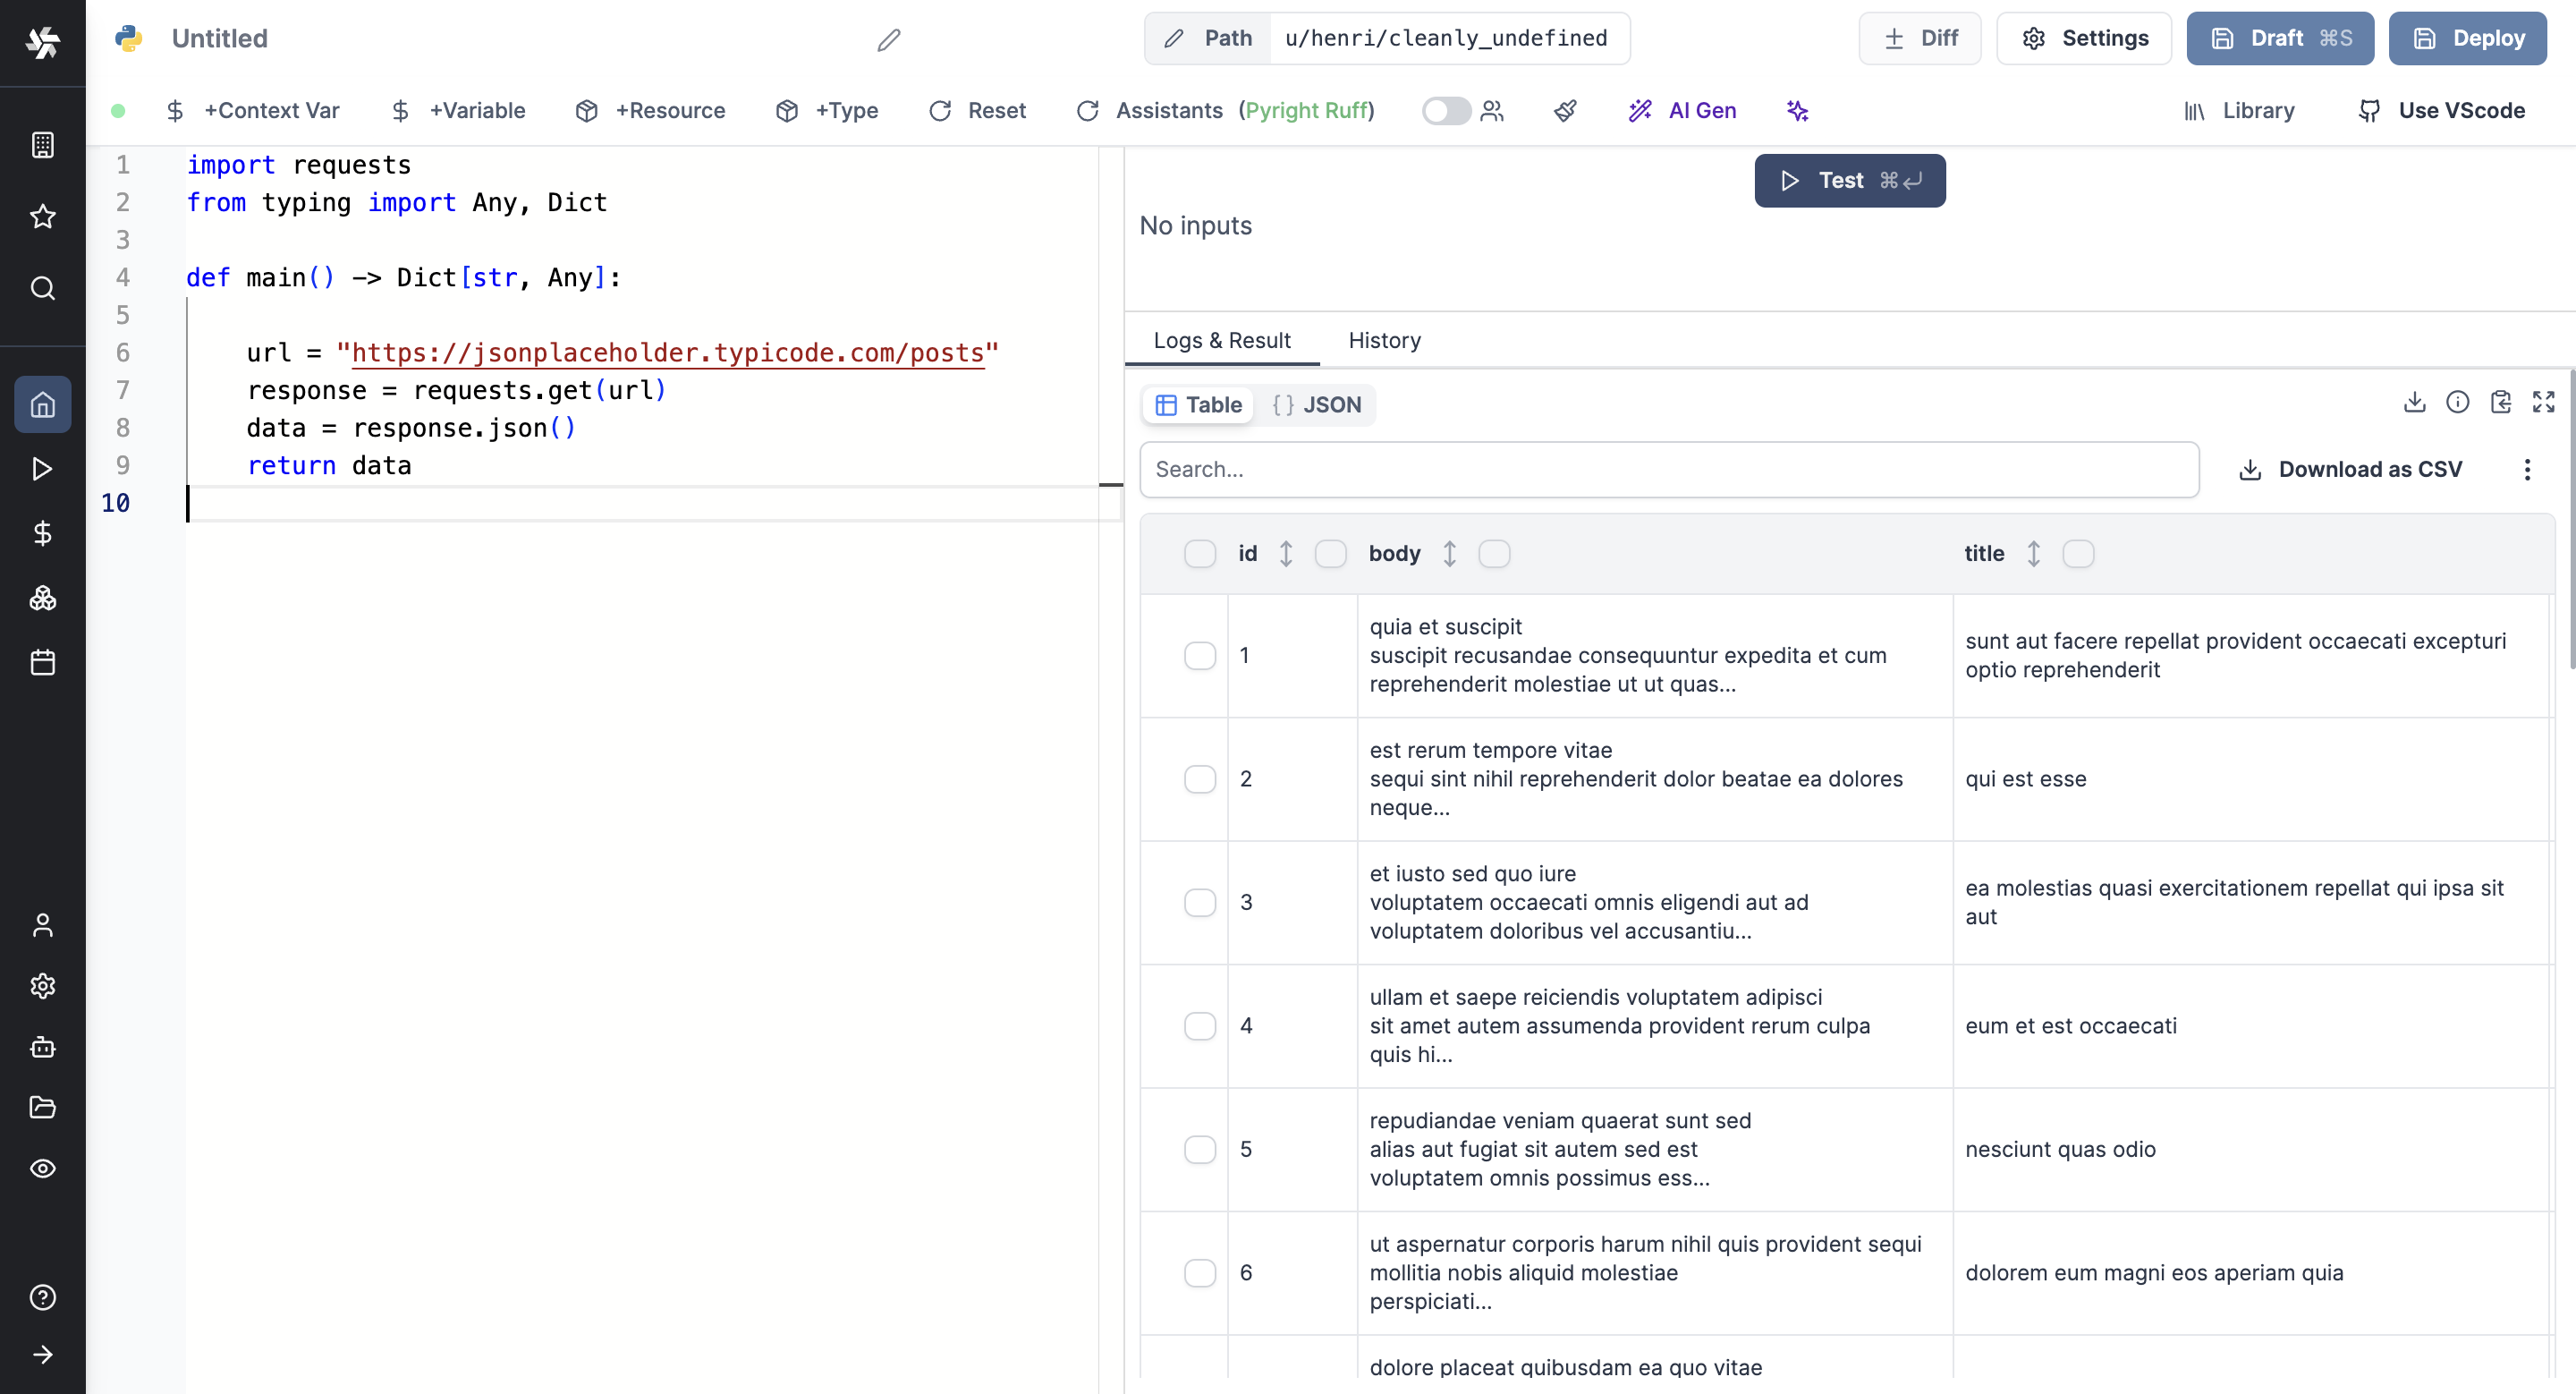 Untitled
Path u/henri/cleanly_undefined
Diff Settings Draft ⌘S Deploy
+Context Var +Variable +Resource +Type Reset Assistants (Pyright Ruff) AI Gen Library Use VScode
1 import requests
2 from typing import Any, Dict
3
4 def main() -> Dict[str, Any]:
5
6 url = "https://jsonplaceholder.typicode.com/posts"
7 response = requests.get(url)
8 data = response.json()
9 return data
10
Test ⌘↵
No inputs
Logs & Result History
Table {} JSON
Search... Download as CSV
id body title
1
quia et suscipit
suscipit recusandae consequuntur expedita et cum
reprehenderit molestiae ut ut quas...
sunt aut facere repellat provident occaecati excepturi
optio reprehenderit
2
est rerum tempore vitae
sequi sint nihil reprehenderit dolor beatae ea dolores
neque...
qui est esse
3
et iusto sed quo iure
voluptatem occaecati omnis eligendi aut ad
voluptatem doloribus vel accusantiu...
ea molestias quasi exercitationem repellat qui ipsa sit
aut
4
ullam et saepe reiciendis voluptatem adipisci
sit amet autem assumenda provident rerum culpa
quis hi...
eum et est occaecati
5
repudiandae veniam quaerat sunt sed
alias aut fugiat sit autem sed est
voluptatem omnis possimus ess...
nesciunt quas odio
6
ut aspernatur corporis harum nihil quis provident sequi
mollitia nobis aliquid molestiae
perspiciati...
dolorem eum magni eos aperiam quia
dolore placeat quibusdam ea quo vitae